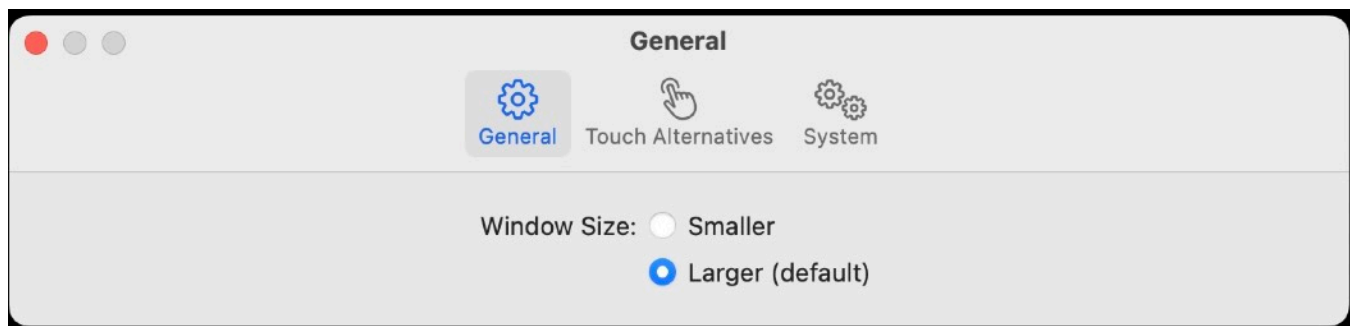 General
General Touch Alternatives System
Window Size: Smaller
Larger (default)